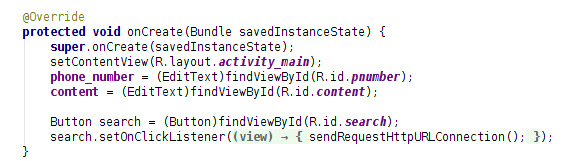 @Override
protected void onCreate(Bundle savedInstanceState) {
super.onCreate(savedInstanceState);
setContentView(R.layout.activity_main);
phone_number = (EditText)findViewById(R.id.pnumber);
content = (EditText)findViewById(R.id.content);
Button search = (Button)findViewById(R.id.search);
search.setOnClickListener((view) → { sendRequestHttpURLConnection(); });
}